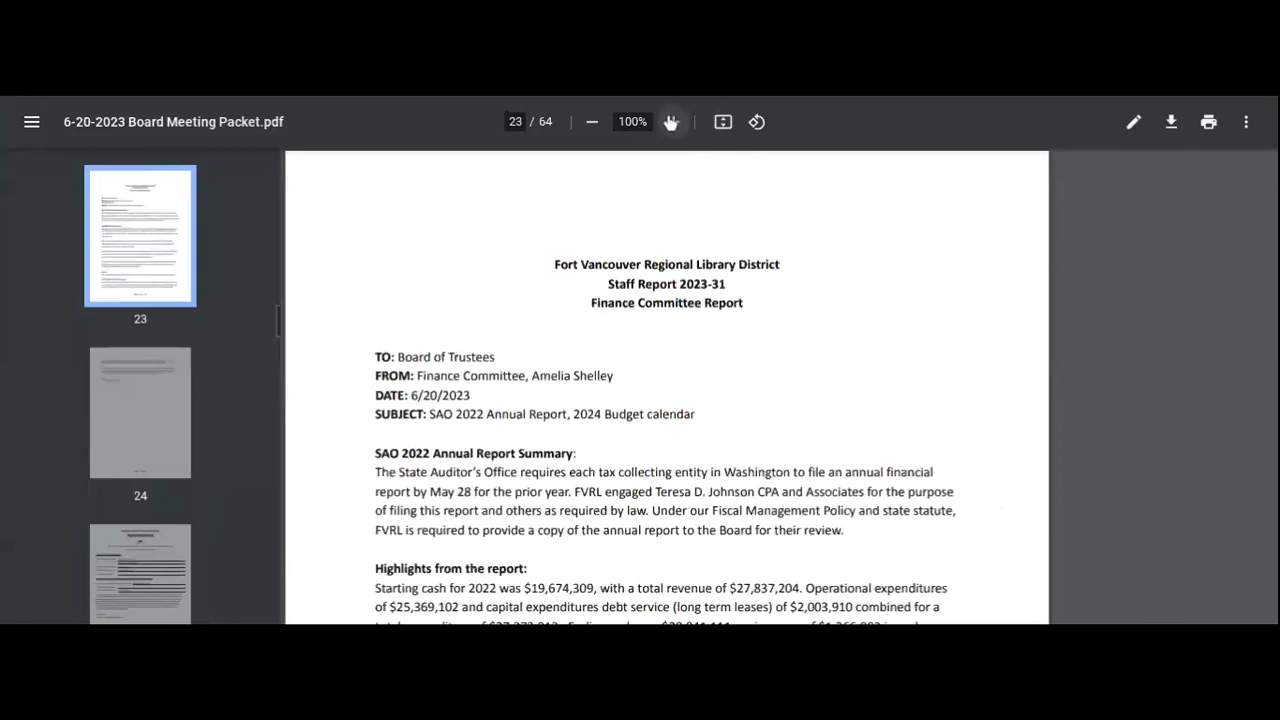 6-20-2023 Board Meeting Packet.pdf
23 / 64
100%
Fort Vancouver Regional Library District
Staff Report 2023-31
Finance Committee Report
TO: Board of Trustees
FROM: Finance Committee, Amelia Shelley
DATE: 6/20/2023
SUBJECT: SAO 2022 Annual Report, 2024 Budget calendar
SAO 2022 Annual Report Summary:
The State Auditor's Office requires each tax collecting entity in Washington to file an annual financial
report by May 28 for the prior year. FVRL engaged Teresa D. Johnson CPA and Associates for the purpose
of filing this report and others as required by law. Under our Fiscal Management Policy and state statute,
FVRL is required to provide a copy of the annual report to the Board for their review.
Highlights from the report:
Starting cash for 2022 was $19,674,309, with a total revenue of $27,837,204. Operational expenditures
of $25,369,102 and capital expenditures debt service (long term leases) of $2,003,910 combined for a
23
24